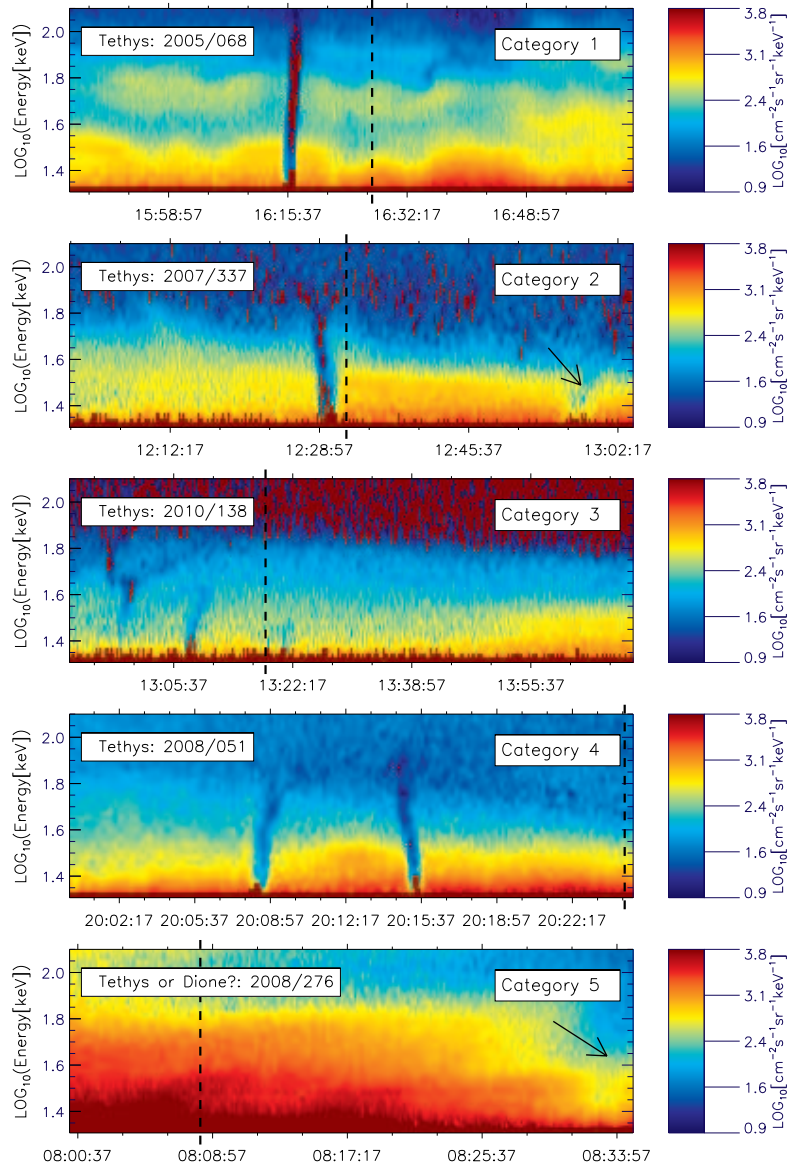 Tethys: 2005/068
Category 1
LOG₁₀(Energy[keV])
2.0
1.8
1.6
1.4
15:58:57 16:15:37 16:32:17 16:48:57
3.8
3.1
2.4
1.6
0.9
LOG₁₀[cm⁻²s⁻¹sr⁻¹keV⁻¹]
Tethys: 2007/337
Category 2
LOG₁₀(Energy[keV])
2.0
1.8
1.6
1.4
12:12:17 12:28:57 12:45:37 13:02:17
3.8
3.1
2.4
1.6
0.9
LOG₁₀[cm⁻²s⁻¹sr⁻¹keV⁻¹]
Tethys: 2010/138
Category 3
LOG₁₀(Energy[keV])
2.0
1.8
1.6
1.4
13:05:37 13:22:17 13:38:57 13:55:37
3.8
3.1
2.4
1.6
0.9
LOG₁₀[cm⁻²s⁻¹sr⁻¹keV⁻¹]
Tethys: 2008/051
Category 4
LOG₁₀(Energy[keV])
2.0
1.8
1.6
1.4
20:02:17 20:05:37 20:08:57 20:12:17 20:15:37 20:18:57 20:22:17
3.8
3.1
2.4
1.6
0.9
LOG₁₀[cm⁻²s⁻¹sr⁻¹keV⁻¹]
Tethys or Dione?: 2008/276
Category 5
LOG₁₀(Energy[keV])
2.0
1.8
1.6
1.4
08:00:37 08:08:57 08:17:17 08:25:37 08:33:57
3.8
3.1
2.4
1.6
0.9
LOG₁₀[cm⁻²s⁻¹sr⁻¹keV⁻¹]